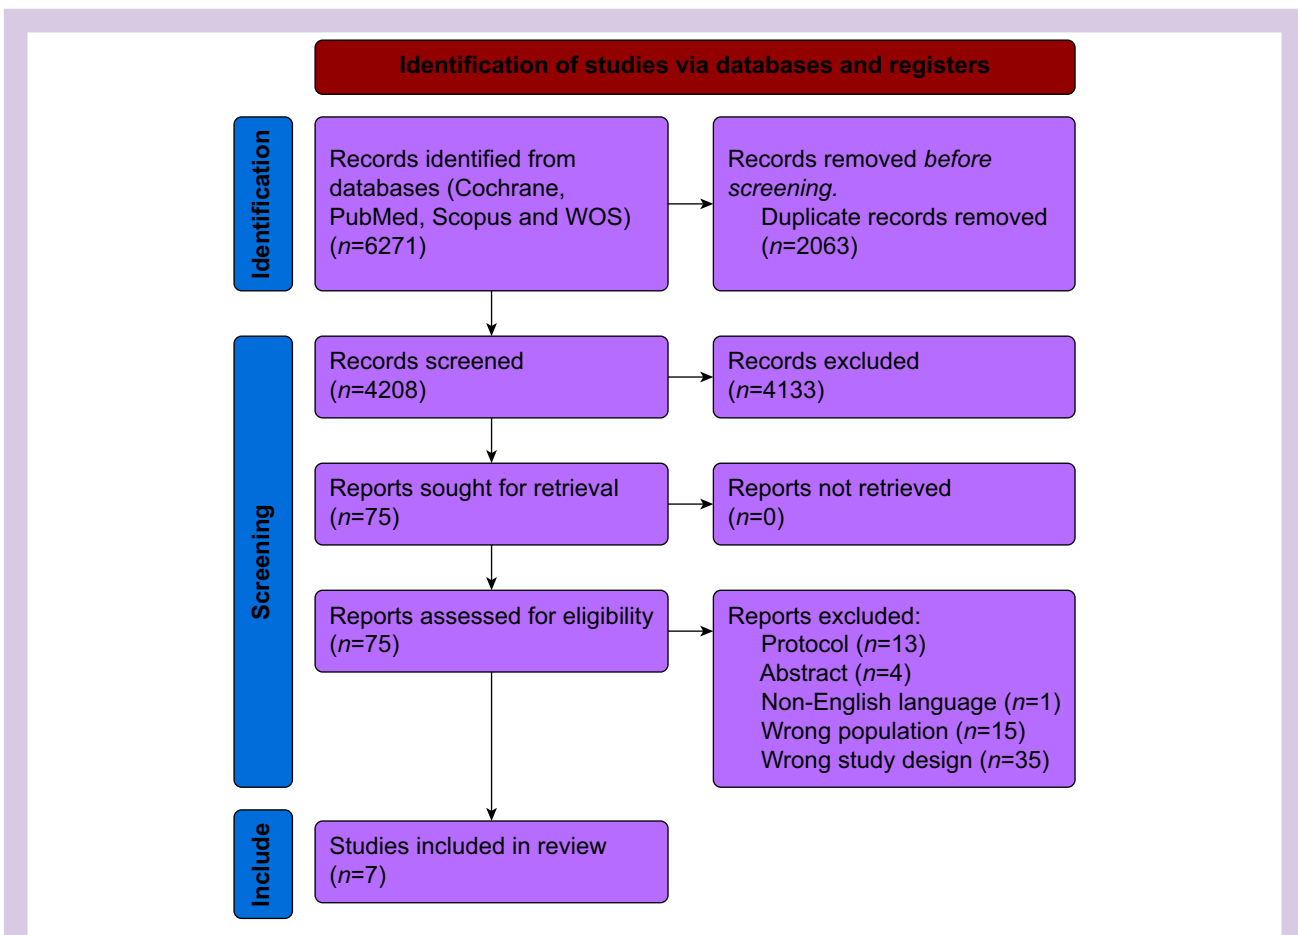 Identification of studies via databases and registers
Identification
Records identified from
databases (Cochrane,
PubMed, Scopus and WOS)
(n=6271)
Records removed before
screening.
Duplicate records removed
(n=2063)
Screening
Records screened
(n=4208)
Records excluded
(n=4133)
Reports sought for retrieval
(n=75)
Reports not retrieved
(n=0)
Reports assessed for eligibility
(n=75)
Reports excluded:
Protocol (n=13)
Abstract (n=4)
Non-English language (n=1)
Wrong population (n=15)
Wrong study design (n=35)
Include
Studies included in review
(n=7)